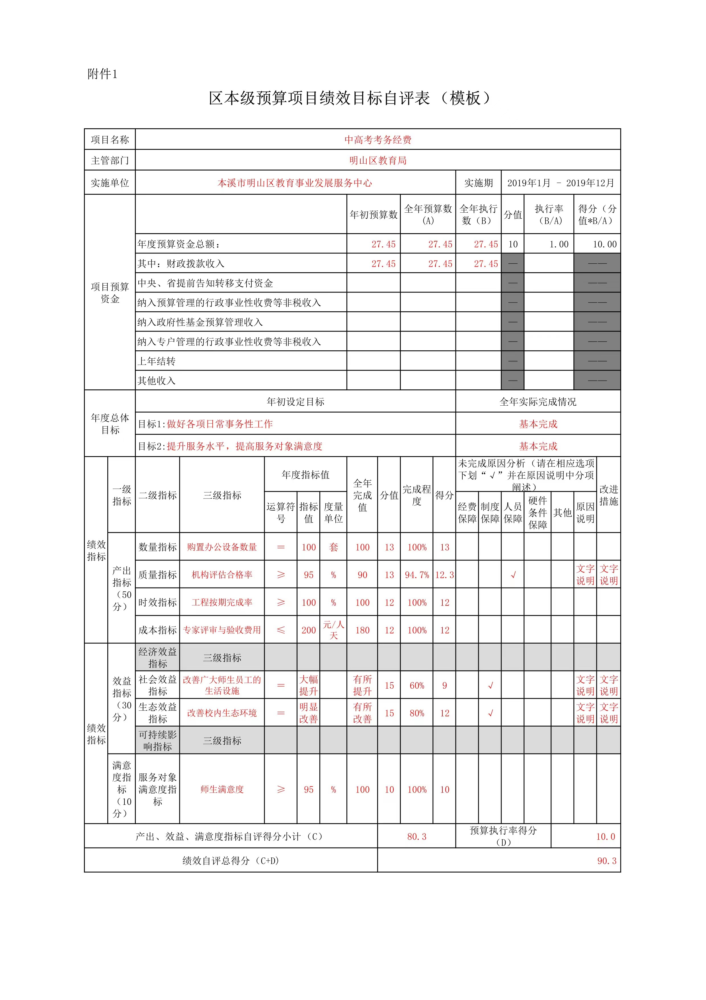 附件1
区本级预算项目绩效目标自评表（模板）
项目名称 中高考考务经费
主管部门 明山区教育局
实施单位 本溪市明山区教育事业发展服务中心 实施期 2019年1月 - 2019年12月
项目预算资金 年初预算数 全年预算数(A) 全年执行数（B） 分值 执行率（B/A） 得分（分值*B/A）
年度预算资金总额： 27.45 27.45 27.45 10 1.00 10.00
其中：财政拨款收入 27.45 27.45 27.45 — ——
中央、省提前告知转移支付资金 — ——
纳入预算管理的行政事业性收费等非税收入 — ——
纳入政府性基金预算管理收入 — ——
纳入专户管理的行政事业性收费等非税收入 — ——
上年结转 — ——
其他收入 — ——
年度总体目标 年初设定目标 全年实际完成情况
目标1:做好各项日常事务性工作 基本完成
目标2:提升服务水平，提高服务对象满意度 基本完成
绩效指标 一级指标 二级指标 三级指标 年度指标值 全年完成值 分值 完成程度 得分 未完成原因分析（请在相应选项下划“√”并在原因说明中分项阐述） 改进措施
运算符号 指标值 度量单位 经费保障 制度保障 人员保障 硬件条件保障 其他 原因说明
产出指标（50分） 数量指标 购置办公设备数量 ＝ 100 套 100 13 100% 13
质量指标 机构评估合格率 ≥ 95 % 90 13 94.7% 12.3 √ 文字说明 文字说明
时效指标 工程按期完成率 ≥ 100 % 100 12 100% 12
成本指标 专家评审与验收费用 ≤ 200 元/人天 180 12 100% 12
绩效指标 效益指标（30分） 经济效益指标 三级指标
社会效益指标 改善广大师生员工的生活设施 ＝ 大幅提升 有所提升 15 60% 9 √ 文字说明 文字说明
生态效益指标 改善校内生态环境 ＝ 明显改善 有所改善 15 80% 12 √ 文字说明 文字说明
可持续影响指标 三级指标
满意度指标（10分） 服务对象满意度指标 师生满意度 ≥ 95 % 100 10 100% 10
产出、效益、满意度指标自评得分小计（C） 80.3 预算执行率得分（D） 10.0
绩效自评总得分（C+D) 90.3